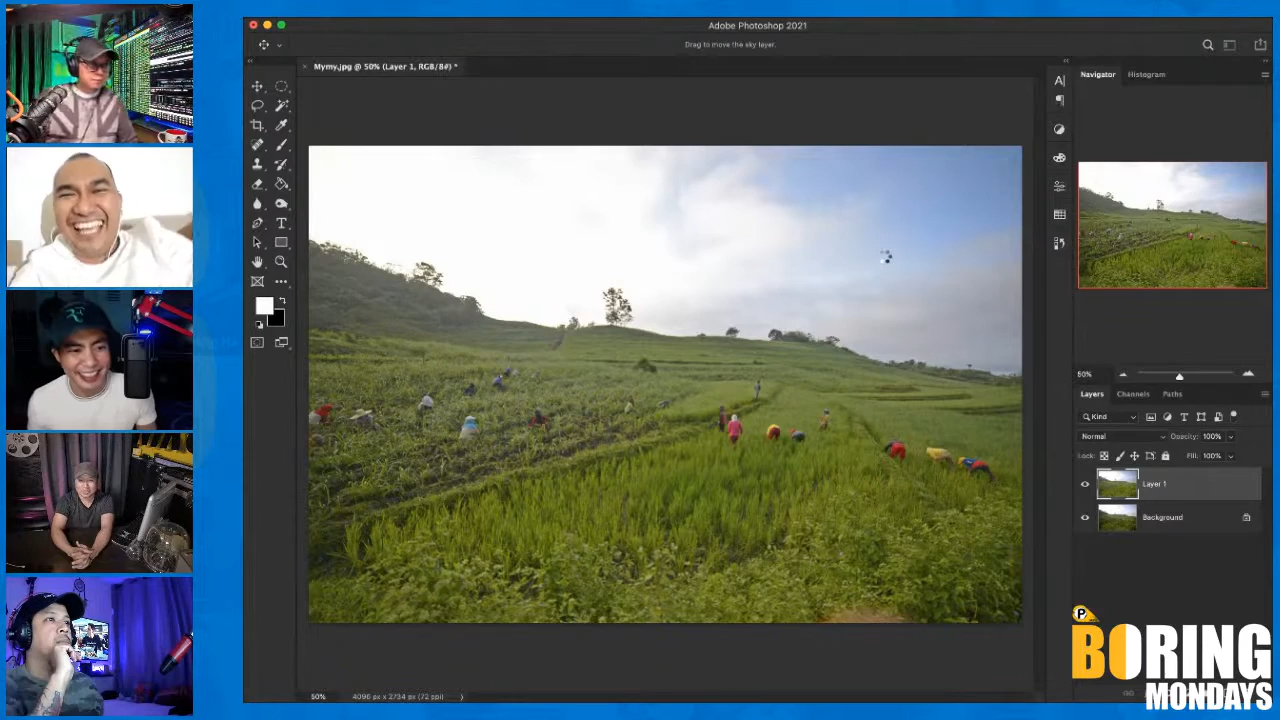 Adobe Photoshop 2021
Drag to move the sky layer.
Mymy.jpg @ 50% (Layer 1, RGB/8#) *
Navigator
Histogram
50%
Layers
Channels
Paths
Kind
Normal
Opacity: 100%
Lock:
Fill: 100%
Layer 1
Background
50%
4096 px x 2734 px (72 ppi)
P
BORING
MONDAYS